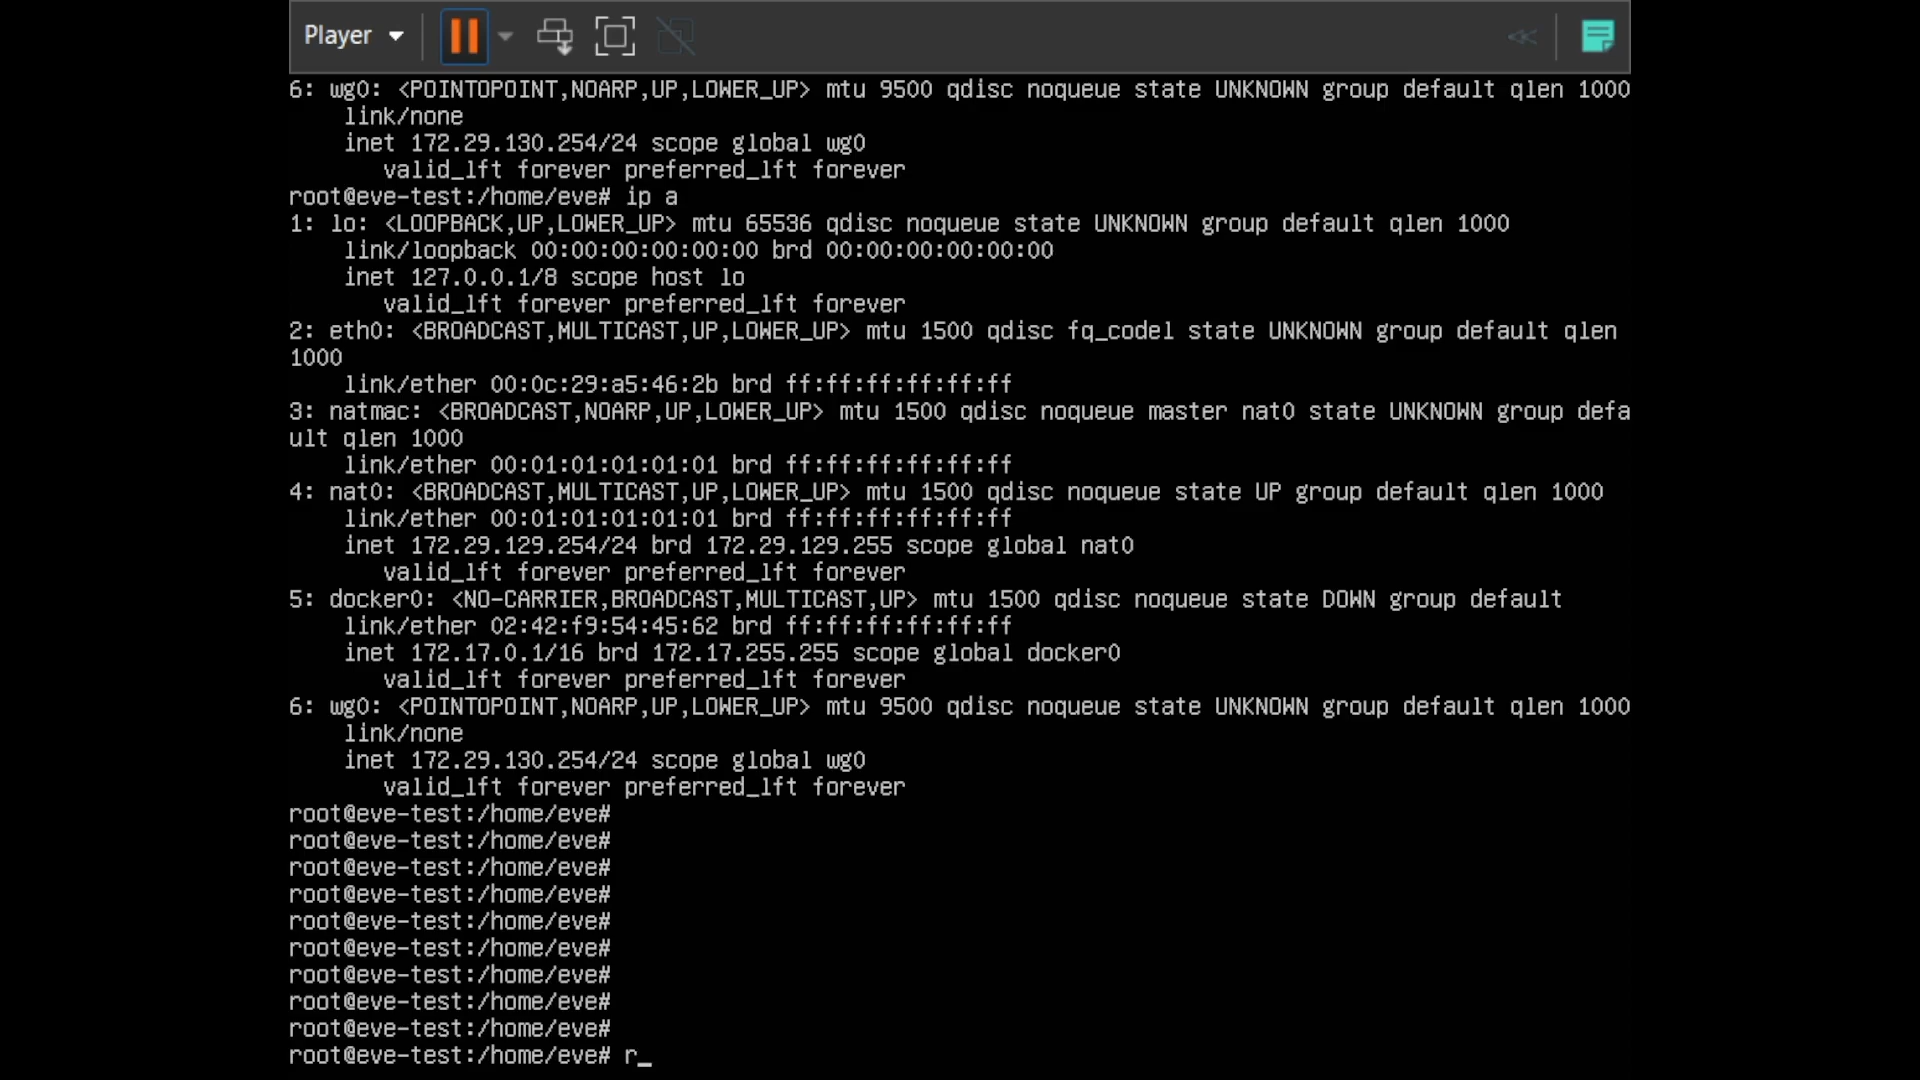 Player
6: wg0: <POINTOPOINT,NOARP,UP,LOWER_UP> mtu 9500 qdisc noqueue state UNKNOWN group default qlen 1000
link/none
inet 172.29.130.254/24 scope global wg0
valid_lft forever preferred_lft forever
root@eve-test:/home/eve# ip a
1: lo: <LOOPBACK,UP,LOWER_UP> mtu 65536 qdisc noqueue state UNKNOWN group default qlen 1000
link/loopback 00:00:00:00:00:00 brd 00:00:00:00:00:00
inet 127.0.0.1/8 scope host lo
valid_lft forever preferred_lft forever
2: eth0: <BROADCAST,MULTICAST,UP,LOWER_UP> mtu 1500 qdisc fq_codel state UNKNOWN group default qlen
1000
link/ether 00:0c:29:a5:46:2b brd ff:ff:ff:ff:ff:ff
3: natmac: <BROADCAST,NOARP,UP,LOWER_UP> mtu 1500 qdisc noqueue master nat0 state UNKNOWN group defa
ult qlen 1000
link/ether 00:01:01:01:01:01 brd ff:ff:ff:ff:ff:ff
4: nat0: <BROADCAST,MULTICAST,UP,LOWER_UP> mtu 1500 qdisc noqueue state UP group default qlen 1000
link/ether 00:01:01:01:01:01 brd ff:ff:ff:ff:ff:ff
inet 172.29.129.254/24 brd 172.29.129.255 scope global nat0
valid_lft forever preferred_lft forever
5: docker0: <NO-CARRIER,BROADCAST,MULTICAST,UP> mtu 1500 qdisc noqueue state DOWN group default
link/ether 02:42:f9:54:45:62 brd ff:ff:ff:ff:ff:ff
inet 172.17.0.1/16 brd 172.17.255.255 scope global docker0
valid_lft forever preferred_lft forever
6: wg0: <POINTOPOINT,NOARP,UP,LOWER_UP> mtu 9500 qdisc noqueue state UNKNOWN group default qlen 1000
link/none
inet 172.29.130.254/24 scope global wg0
valid_lft forever preferred_lft forever
root@eve-test:/home/eve#
root@eve-test:/home/eve#
root@eve-test:/home/eve#
root@eve-test:/home/eve#
root@eve-test:/home/eve#
root@eve-test:/home/eve#
root@eve-test:/home/eve#
root@eve-test:/home/eve#
root@eve-test:/home/eve#
root@eve-test:/home/eve# r_